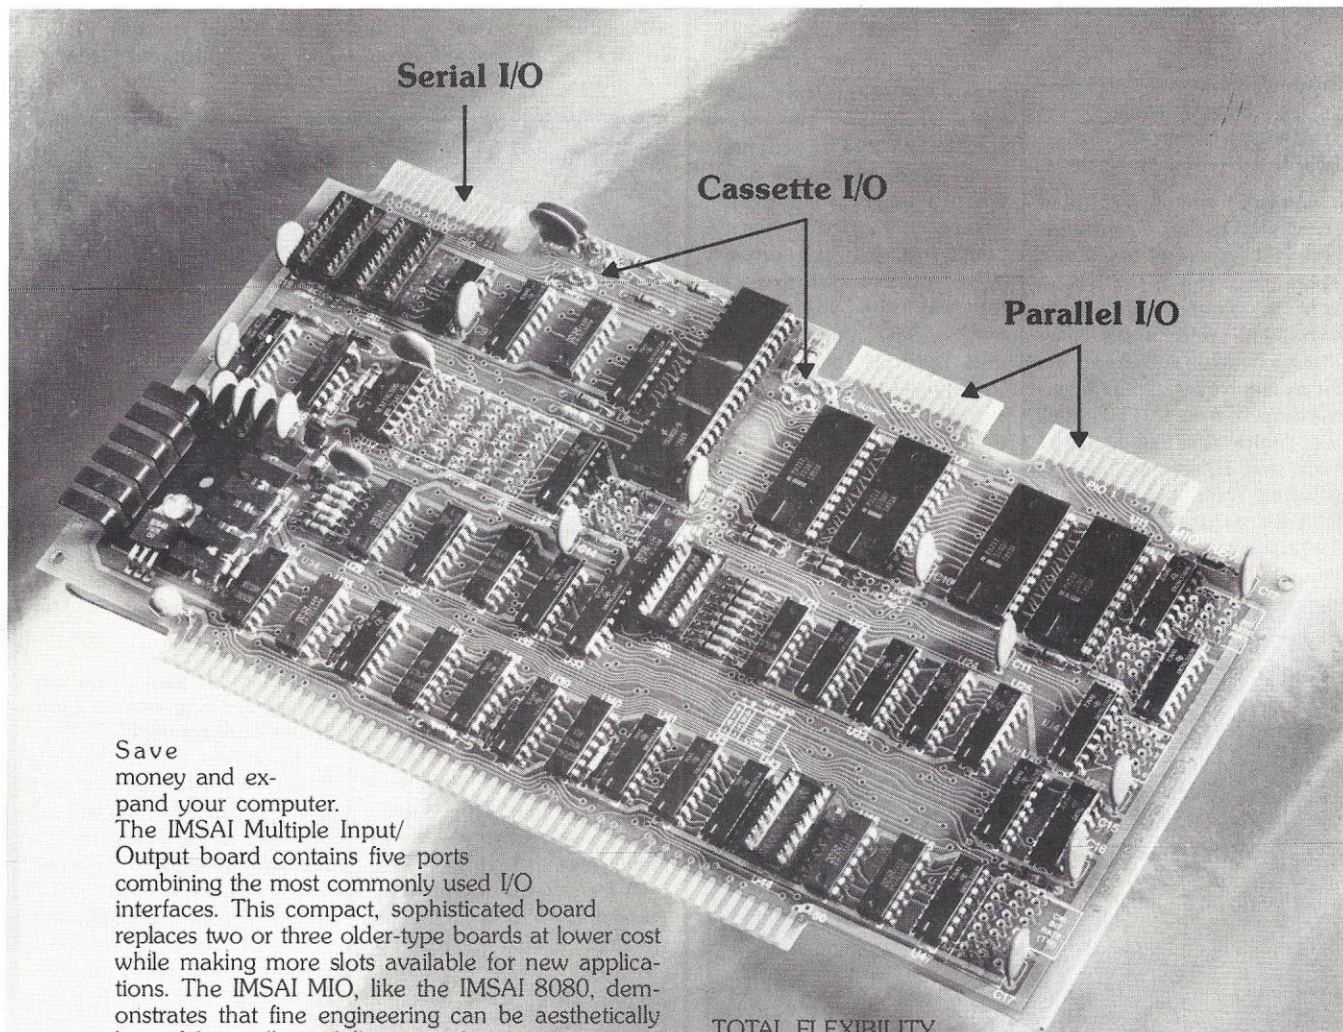 Serial I/O
Cassette I/O
Parallel I/O
Save
money and ex-
pand your computer.
The IMSAI Multiple Input/
Output board contains five ports
combining the most commonly used I/O
interfaces. This compact, sophisticated board
replaces two or three older-type boards at lower cost
while making more slots available for new applica-
tions. The IMSAI MIO, like the IMSAI 8080, dem-
onstrates that fine engineering can be aesthetically
TOTAL FLEXIBILITY